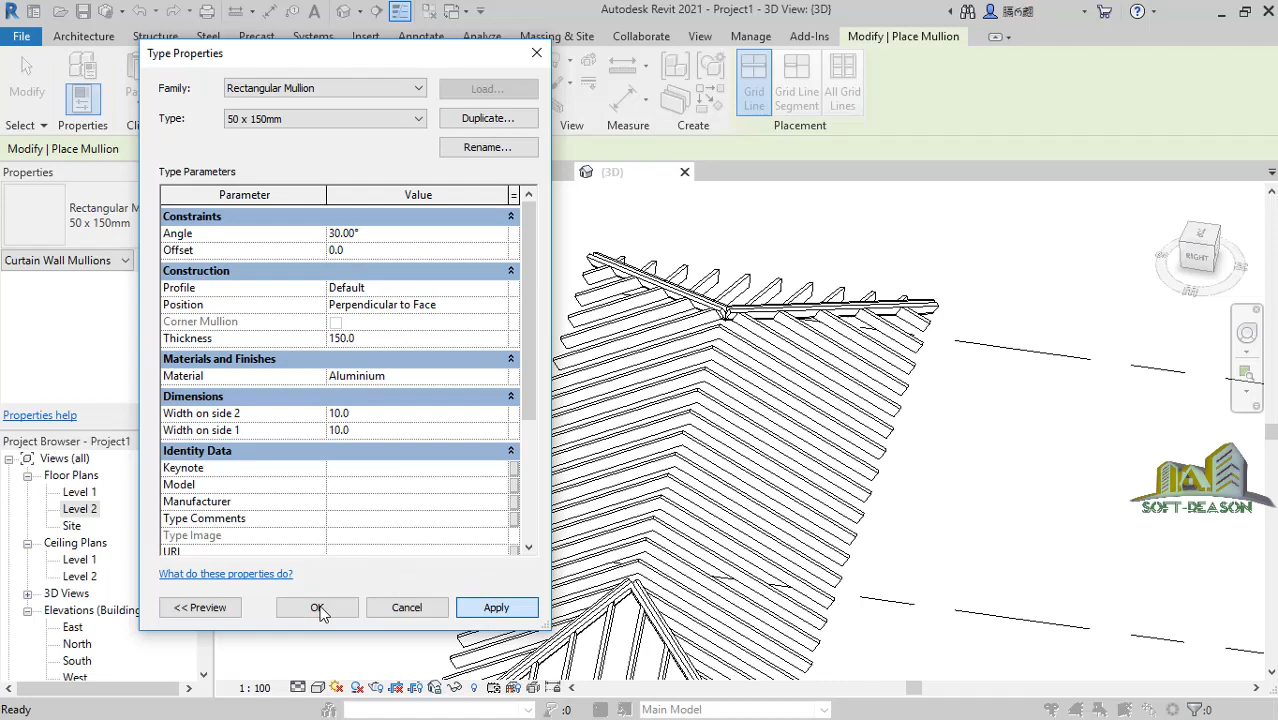 Autodesk Revit 2021 - Project1 - 3D View: {3D}
File
Architecture
Structure
Steel
Precast
Systems
Insert
Annotate
Analyze
Massing & Site
Collaborate
View
Manage
Add-Ins
Modify | Place Mullion
Modify
Select
Properties
View
Measure
Create
Grid
Line
Grid Line
Segment
All Grid
Lines
Placement
Modify | Place Mullion
Properties
Rectangular M
50 x 150mm
Curtain Wall Mullions
Properties help
Project Browser - Project1
Views (all)
Floor Plans
Level 1
Level 2
Site
Ceiling Plans
Level 1
Level 2
3D Views
Elevations (Building
East
North
South
West
Ready
Type Properties
Family:
Rectangular Mullion
Load...
Type:
50 x 150mm
Duplicate...
Rename...
Type Parameters
Parameter
Value
=
Constraints
Angle
30.00°
Offset
0.0
Construction
Profile
Default
Position
Perpendicular to Face
Corner Mullion
Thickness
150.0
Materials and Finishes
Material
Aluminium
Dimensions
Width on side 2
10.0
Width on side 1
10.0
Identity Data
Keynote
Model
Manufacturer
Type Comments
Type Image
URL
What do these properties do?
<< Preview
OK
Cancel
Apply
{3D}
RIGHT
SOFT-REASON
1 : 100
:0
Main Model
:0